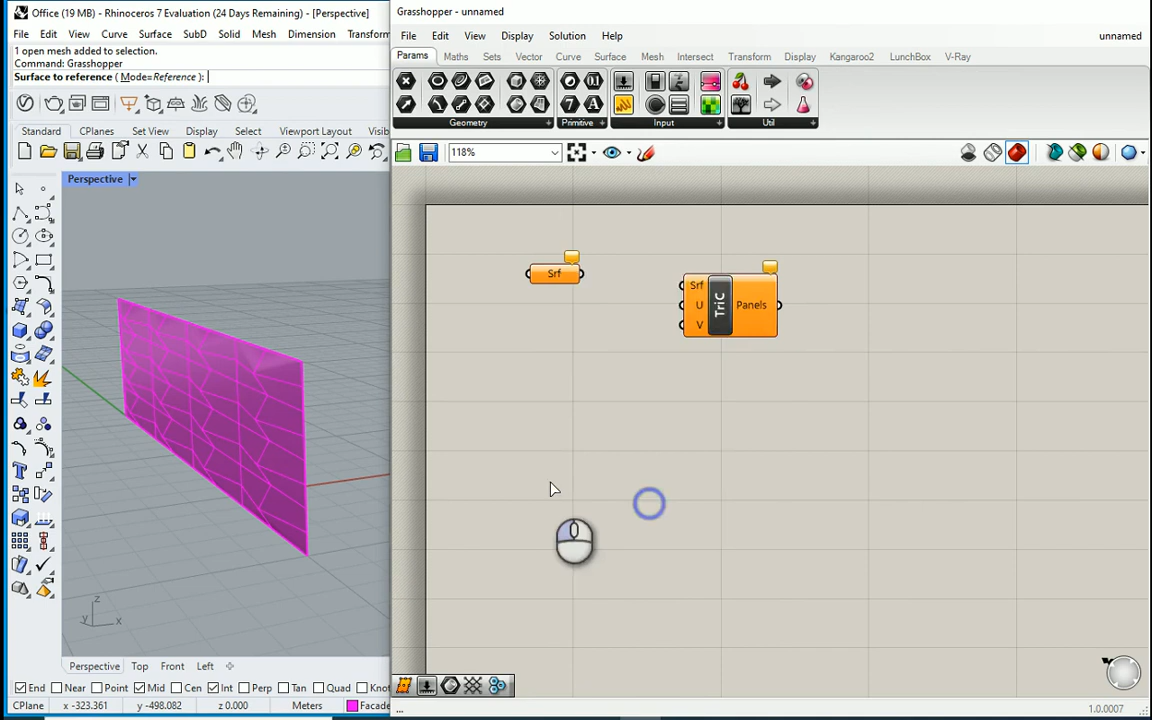 Office (19 MB) - Rhinoceros 7 Evaluation (24 Days Remaining) - [Perspective]
File Edit View Curve Surface SubD Solid Mesh Dimension Transform
1 open mesh added to selection.
Command: Grasshopper
Surface to reference ( Mode=Reference ):
Standard CPlanes Set View Display Select Viewport Layout Visib
Perspective
z
y x
Perspective Top Front Left
End Near Point Mid Cen Int Perp Tan Quad Knot
CPlane x -323.361 y -498.082 z 0.000 Meters Facade
Grasshopper - unnamed
File Edit View Display Solution Help unnamed
Params Maths Sets Vector Curve Surface Mesh Intersect Transform Display Kangaroo2 LunchBox V-Ray
Geometry Primitive Input Util
118%
Srf
Srf
U
V
TriC
Panels
... 1.0.0007